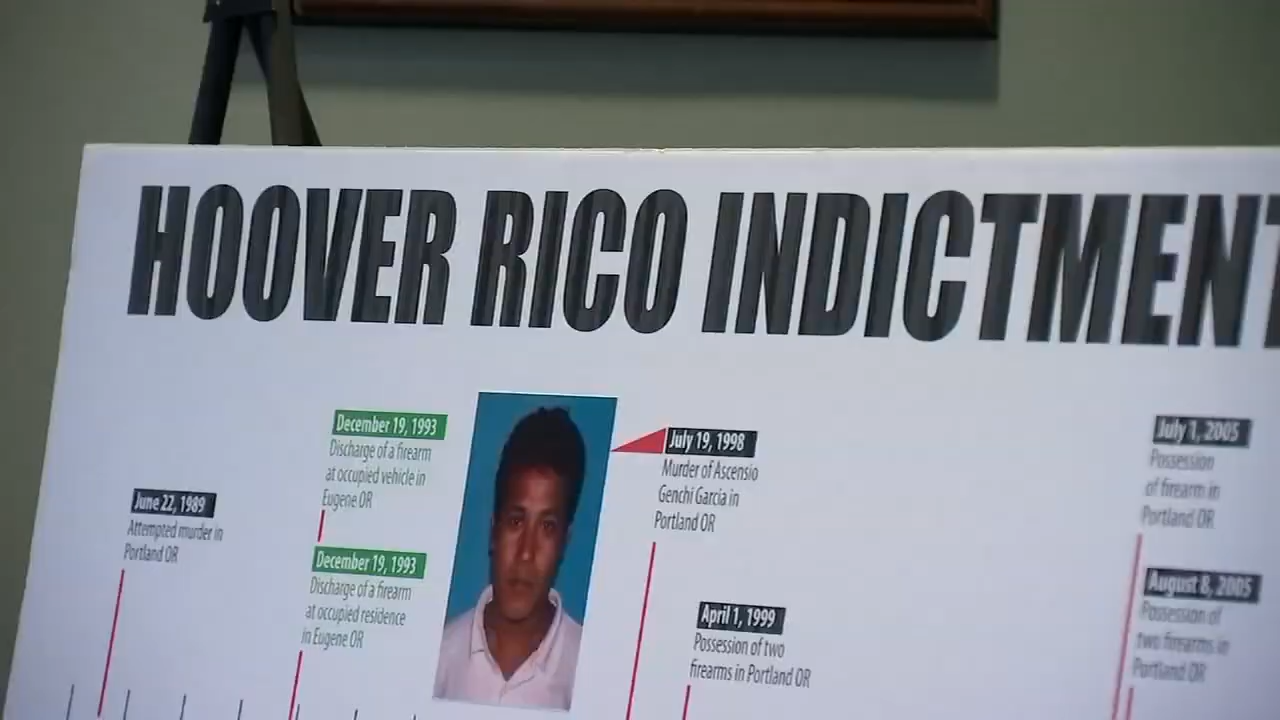 HOOVER RICO INDICTMENT
December 19, 1993
Discharge of a firearm
at occupied vehicle in
Eugene OR
June 22, 1989
Attempted murder in
Portland OR
December 19, 1993
Discharge of a firearm
at occupied residence
in Eugene OR
July 19, 1998
Murder of Ascensio
Genchi Garcia in
Portland OR
April 1, 1999
Possession of two
firearms in Portland OR
July 1, 2005
Possession
of firearm in
Portland OR
August 8, 2005
Possession of
two firearms in
Portland OR